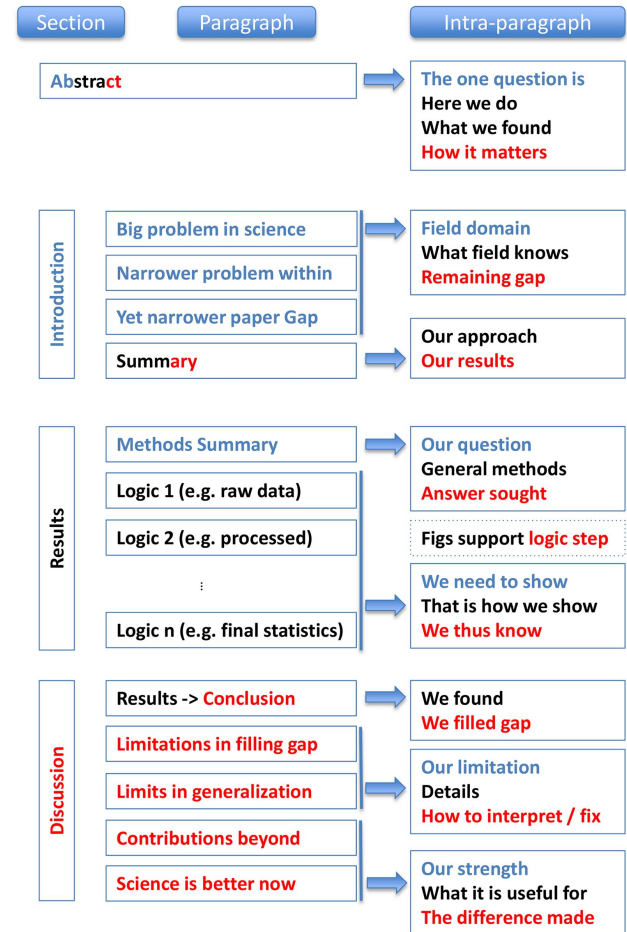 Section
Paragraph
Intra-paragraph
Abstract
The one question is
Here we do
What we found
How it matters
Introduction
Big problem in science
Narrower problem within
Yet narrower paper Gap
Summary
Field domain
What field knows
Remaining gap
Our approach
Our results
Results
Methods Summary
Logic 1 (e.g. raw data)
Logic 2 (e.g. processed)
...
Logic n (e.g. final statistics)
Our question
General methods
Answer sought
Figs support logic step
We need to show
That is how we show
We thus know
Discussion
Results -> Conclusion
Limitations in filling gap
Limits in generalization
Contributions beyond
Science is better now
We found
We filled gap
Our limitation
Details
How to interpret / fix
Our strength
What it is useful for
The difference made